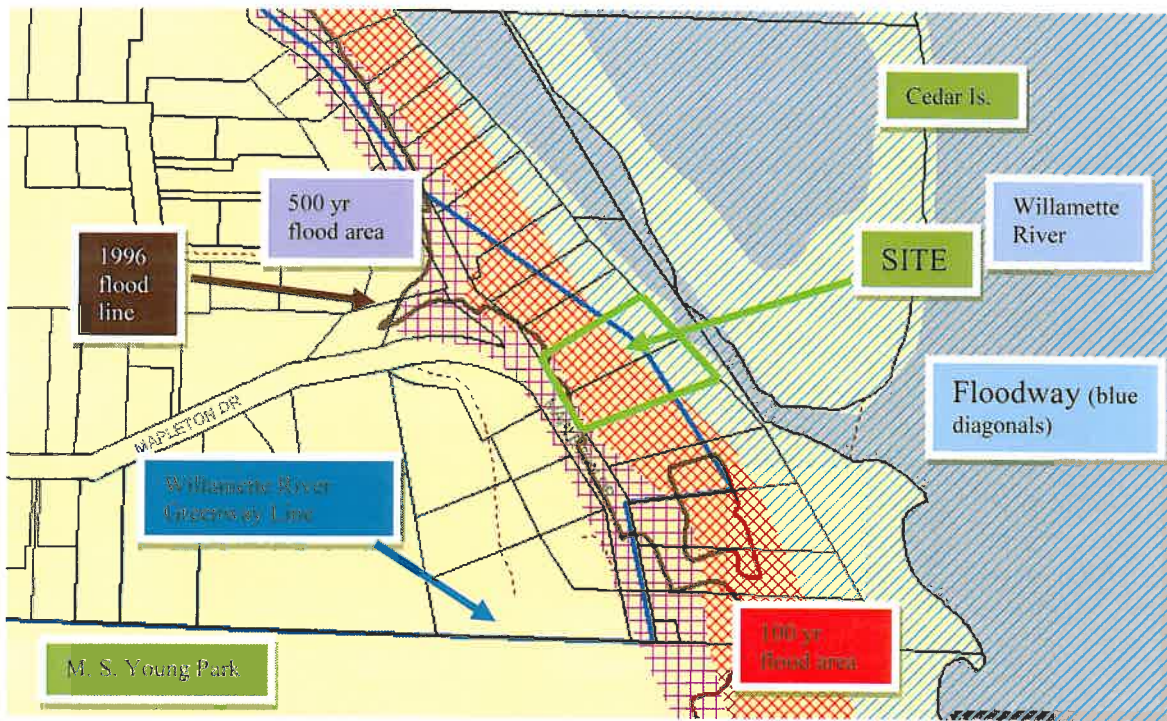 Cedar Is.
500 yr
flood area
Willamette
River
1996
flood
line
SITE
Floodway (blue
diagonals)
MAPLETON DR
Willamette River
Greenway Line
100 yr
flood area
M. S. Young Park